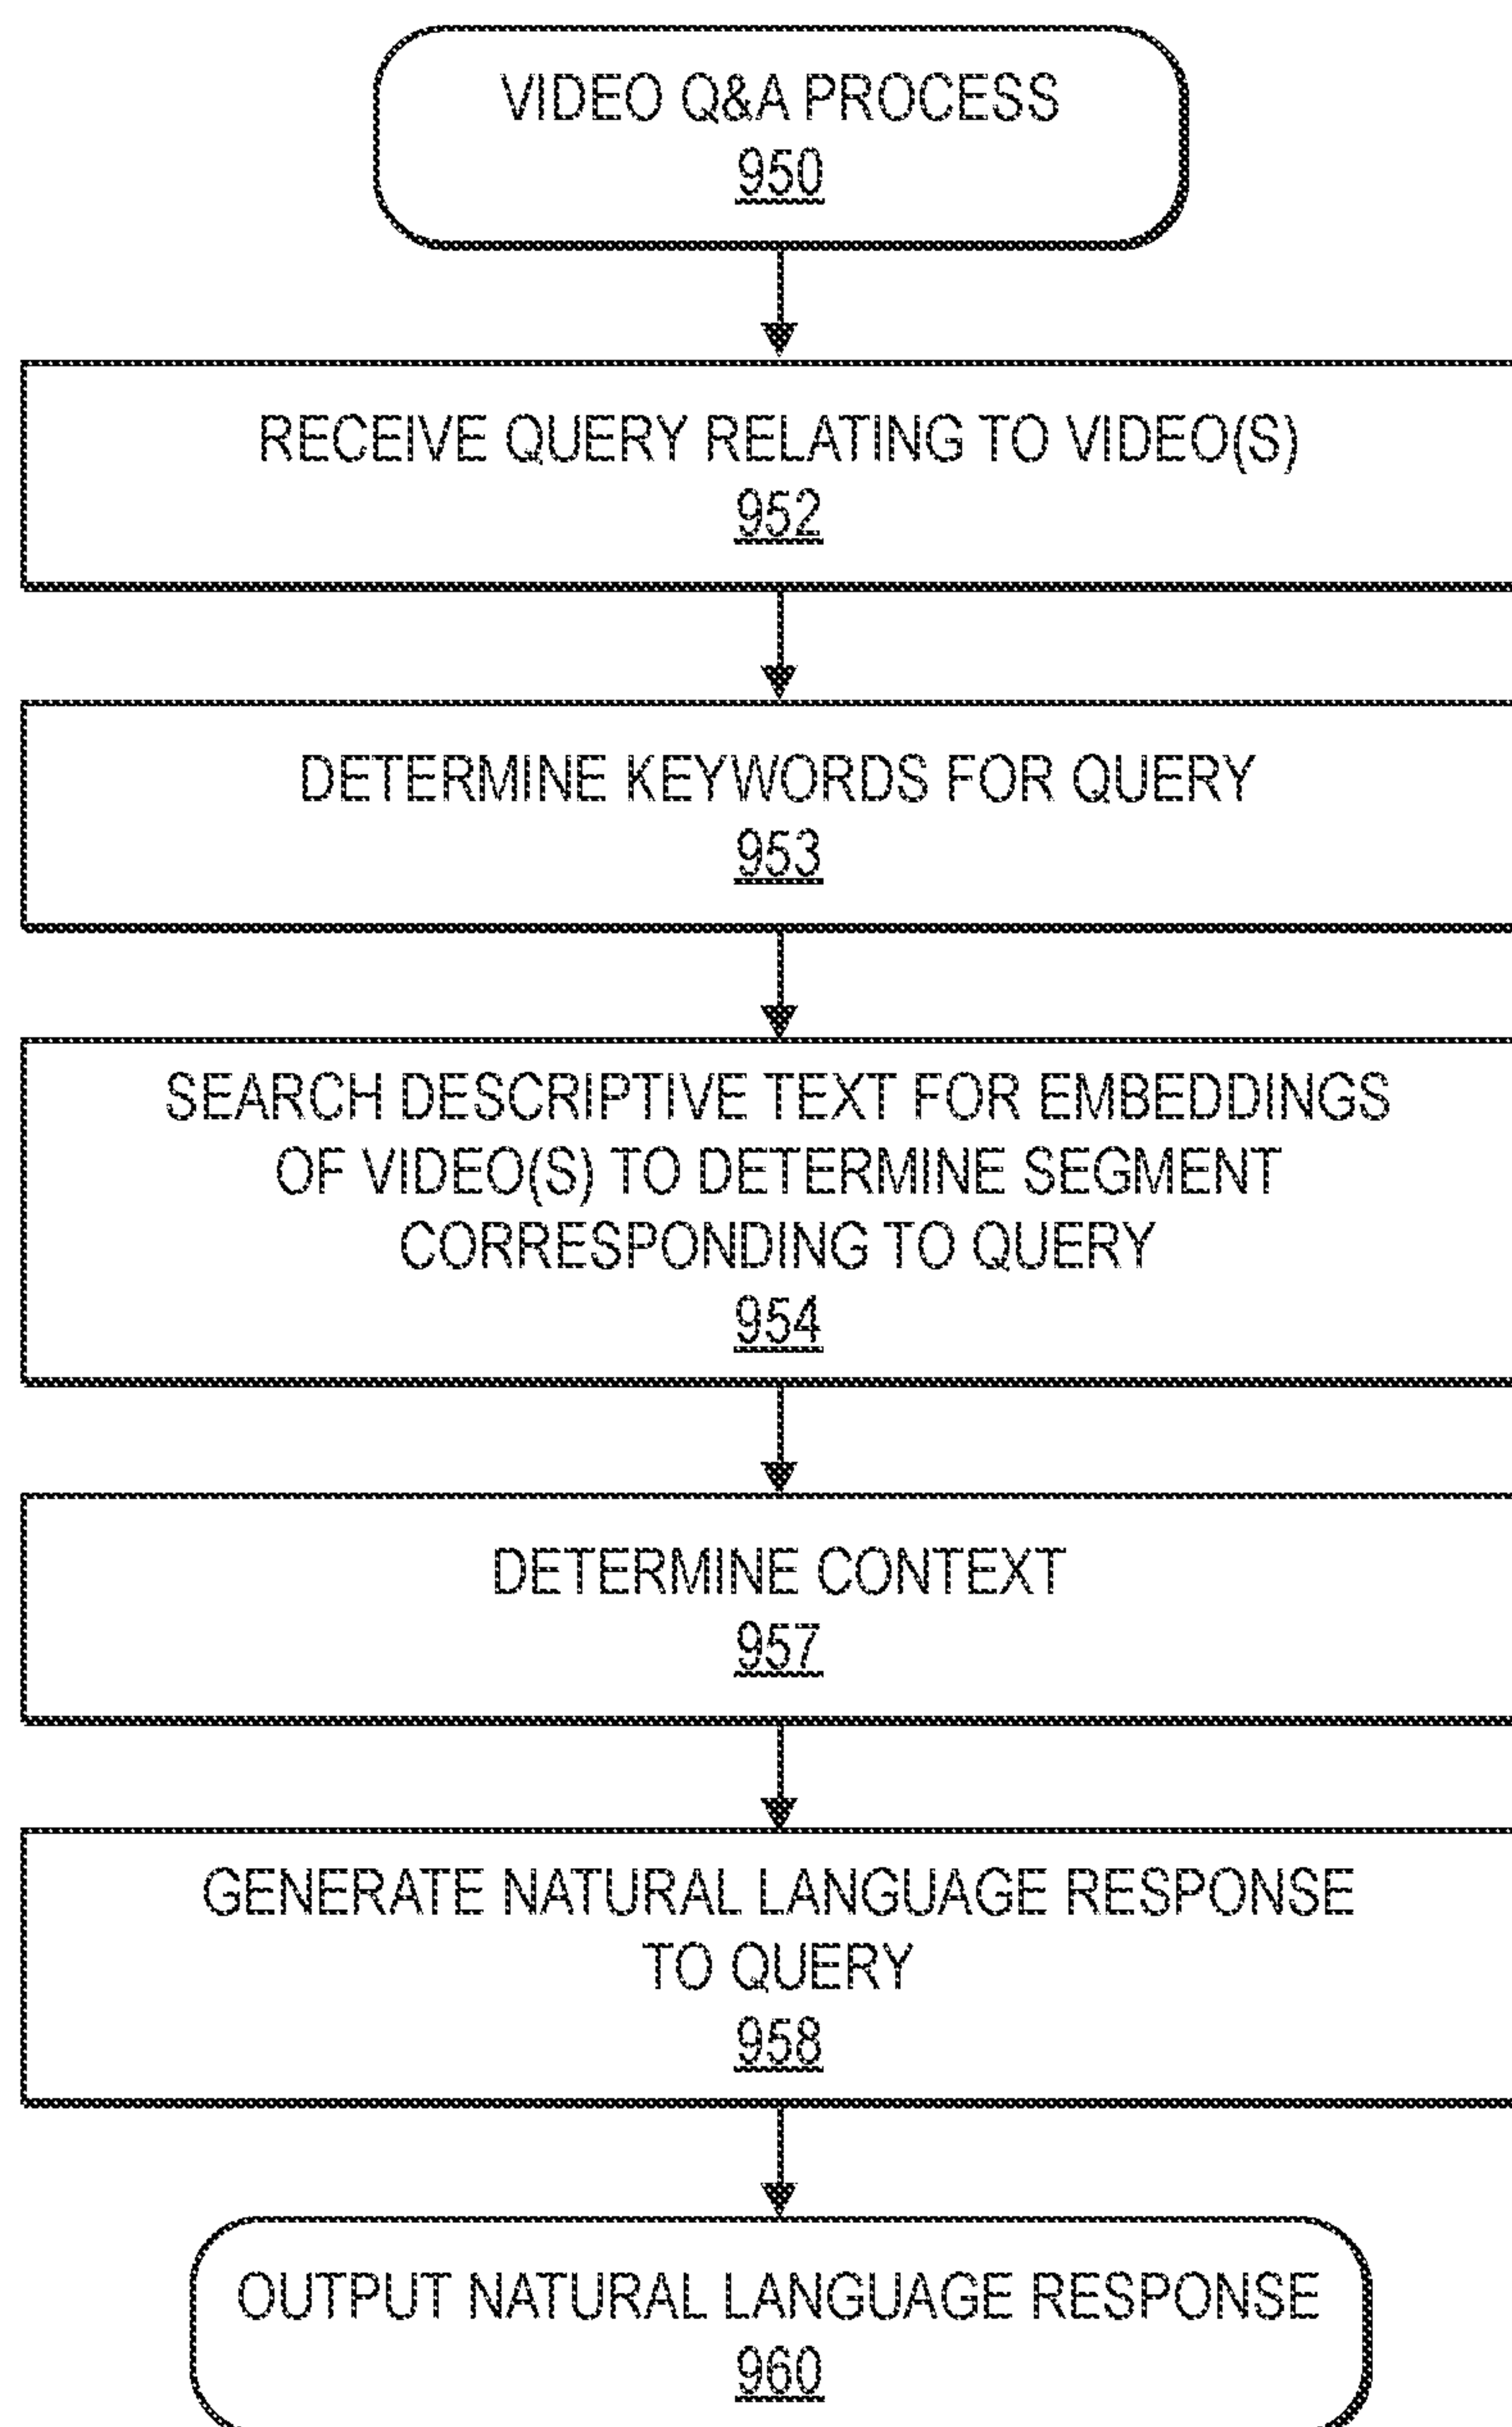 VIDEO Q&A PROCESS
950
RECEIVE QUERY RELATING TO VIDEO(S)
952
DETERMINE KEYWORDS FOR QUERY
953
SEARCH DESCRIPTIVE TEXT FOR EMBEDDINGS
OF VIDEO(S) TO DETERMINE SEGMENT
CORRESPONDING TO QUERY
954
DETERMINE CONTEXT
957
GENERATE NATURAL LANGUAGE RESPONSE
TO QUERY
958
OUTPUT NATURAL LANGUAGE RESPONSE
960